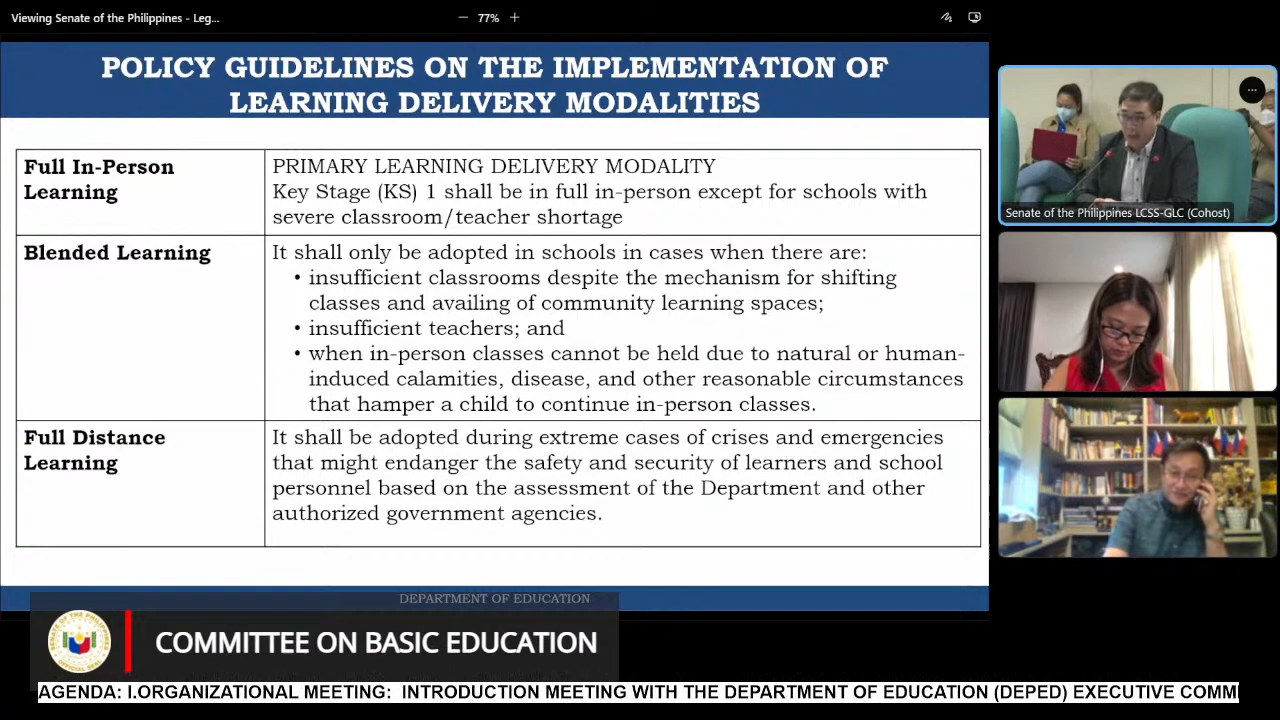 Viewing Senate of the Philippines - Leg...
77%
POLICY GUIDELINES ON THE IMPLEMENTATION OF
LEARNING DELIVERY MODALITIES
Full In-Person
Learning
PRIMARY LEARNING DELIVERY MODALITY
Key Stage (KS) 1 shall be in full in-person except for schools with
severe classroom/teacher shortage
Blended Learning
It shall only be adopted in schools in cases when there are:
• insufficient classrooms despite the mechanism for shifting
classes and availing of community learning spaces;
• insufficient teachers; and
• when in-person classes cannot be held due to natural or human-
induced calamities, disease, and other reasonable circumstances
that hamper a child to continue in-person classes.
Full Distance
Learning
It shall be adopted during extreme cases of crises and emergencies
that might endanger the safety and security of learners and school
personnel based on the assessment of the Department and other
authorized government agencies.
DEPARTMENT OF EDUCATION
Senate of the Philippines LCSS-GLC (Cohost)
COMMITTEE ON BASIC EDUCATION
AGENDA: I.ORGANIZATIONAL MEETING: INTRODUCTION MEETING WITH THE DEPARTMENT OF EDUCATION (DEPED) EXECUTIVE COMM